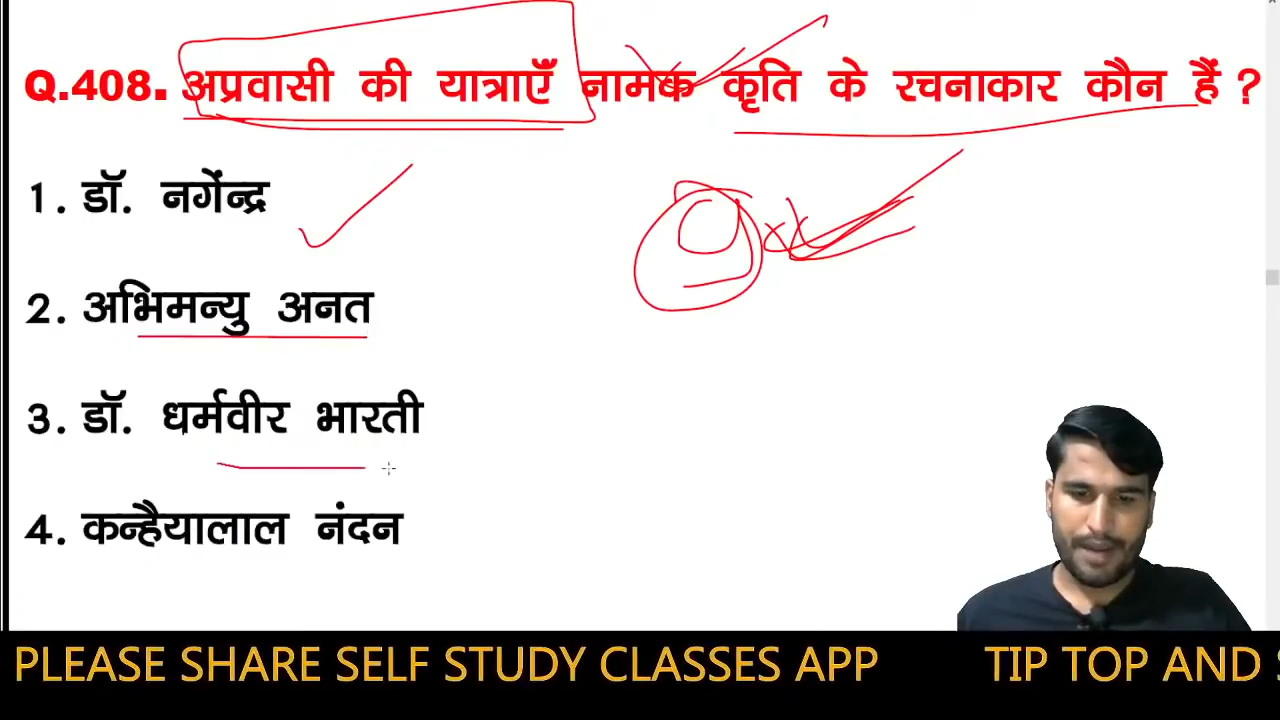 Q.408. अप्रवासी की यात्राएँ नामक कृति के रचनाकार कौन हैं ?
1. डॉ. नगेंन्द्र
2. अभिमन्यु अनत
3. डॉ. धर्मवीर भारती
4. कन्हैयालाल नंदन
PLEASE SHARE SELF STUDY CLASSES APP TIP TOP AND